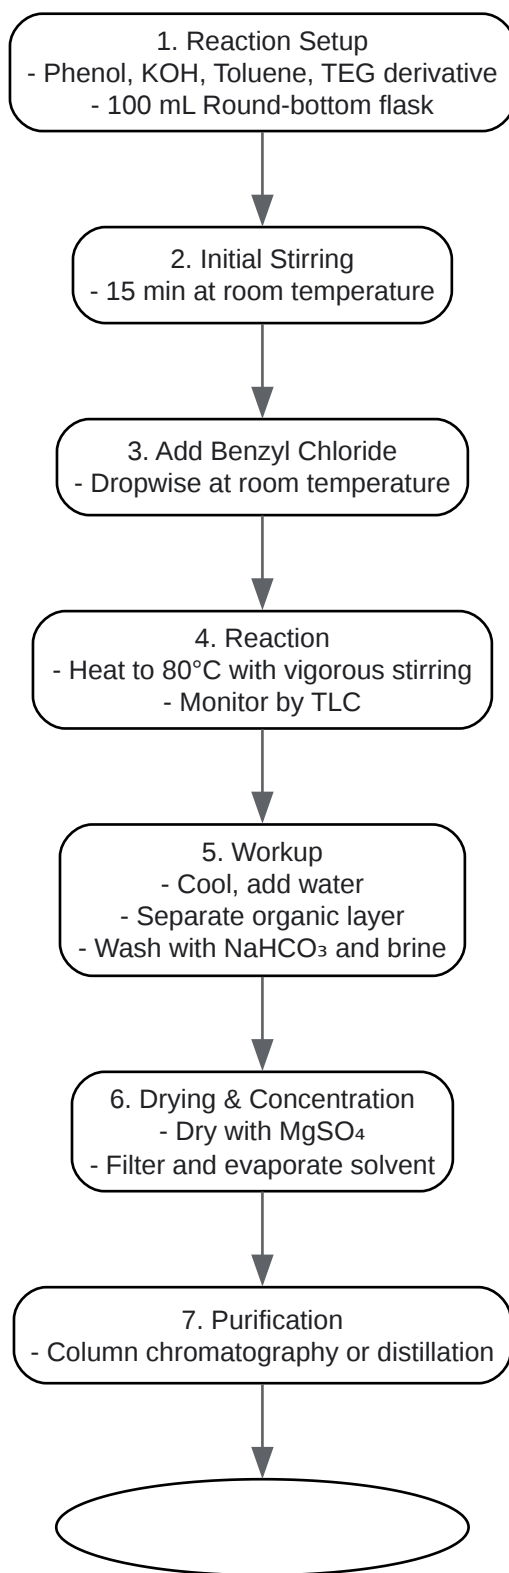 1. Reaction Setup
- Phenol, KOH, Toluene, TEG derivative
- 100 mL Round-bottom flask
2. Initial Stirring
- 15 min at room temperature
3. Add Benzyl Chloride
- Dropwise at room temperature
4. Reaction
- Heat to 80°C with vigorous stirring
- Monitor by TLC
5. Workup
- Cool, add water
- Separate organic layer
- Wash with NaHCO₃ and brine
6. Drying & Concentration
- Dry with MgSO₄
- Filter and evaporate solvent
7. Purification
- Column chromatography or distillation